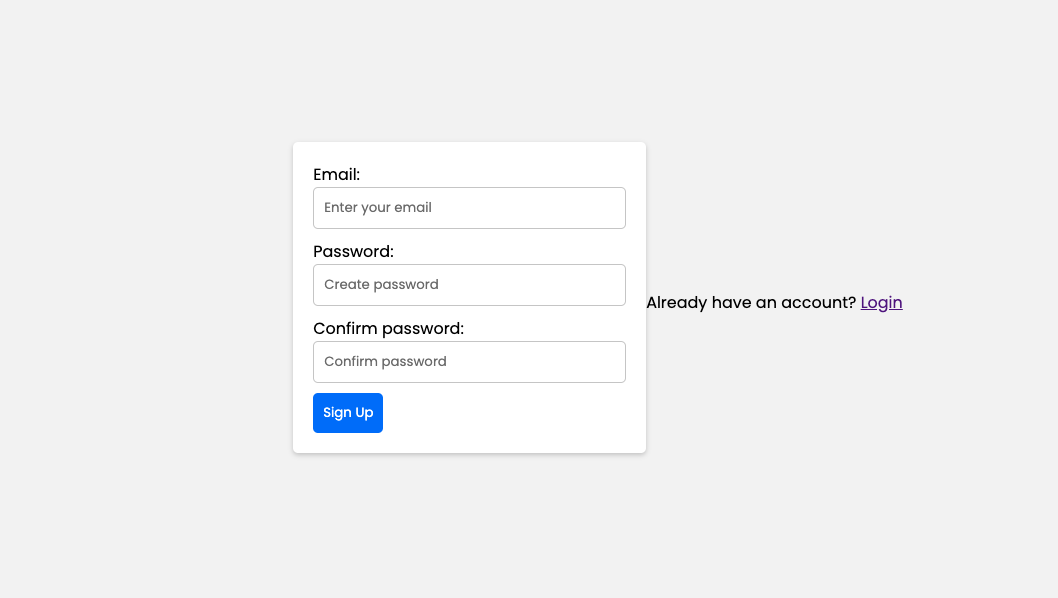 Email:
Enter your email
Password:
Create password
Confirm password:
Confirm password
Sign Up
Already have an account? Login